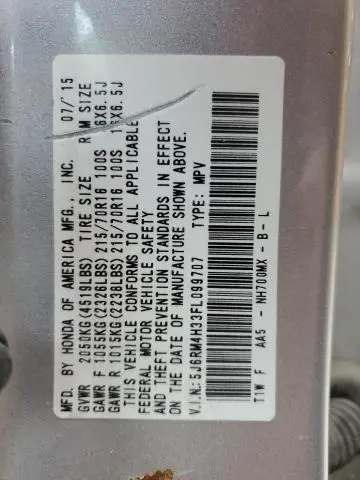 MFD. BY HONDA OF AMERICA MFG., INC. 07/15
GVWR 2050KG(4519LBS) TIRE SIZE RIM SIZE
GAWR F 1055KG(2326LBS)215/70R16 100S 16X6.5J
GAWR R 1015KG(2238LBS)215/70R16 100S 16X6.5J
THIS VEHICLE CONFORMS TO ALL APPLICABLE
FEDERAL MOTOR VEHICLE SAFETY
AND THEFT PREVENTION STANDARDS IN EFFECT
ON THE DATE OF MANUFACTURE SHOWN ABOVE.
V.I.N.:5J6RM4H33FL099707 TYPE: MPV
T1W F AA5 - NH700MX - B - L